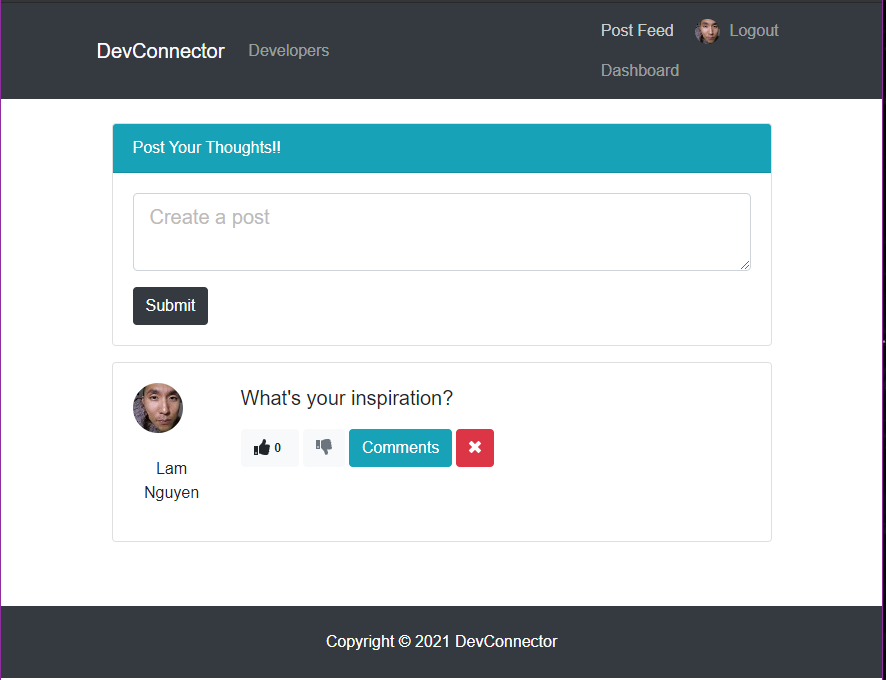 DevConnector Developers Post Feed Logout
Dashboard
Post Your Thoughts!!
Create a post
Submit
What's your inspiration?
0 Comments
Lam
Nguyen
Copyright © 2021 DevConnector